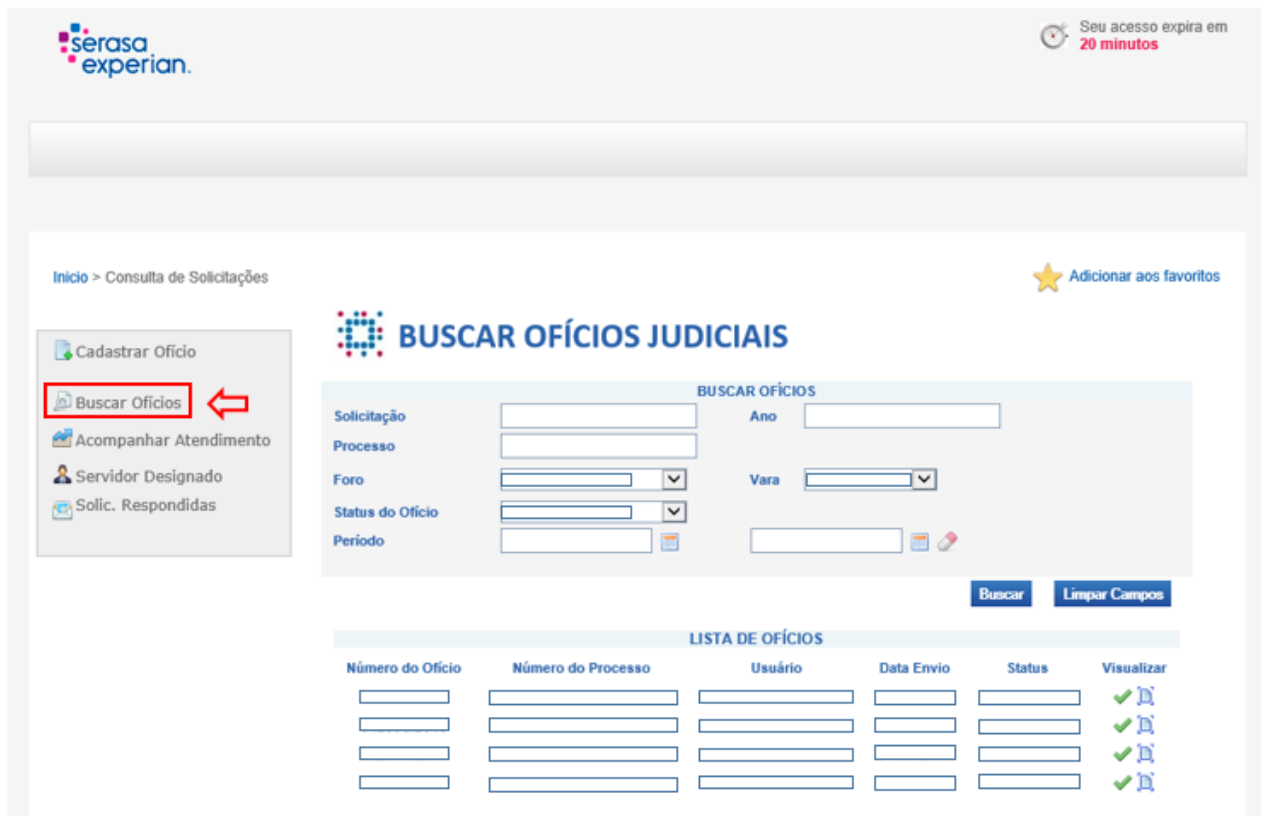 serasa
experian.
Seu acesso expira em
20 minutos
Inicio > Consulta de Solicitações
Adicionar aos favoritos
Cadastrar Ofício
Buscar Ofícios
Acompanhar Atendimento
Servidor Designado
Solic. Respondidas
BUSCAR OFÍCIOS JUDICIAIS
BUSCAR OFÍCIOS
Solicitação
Ano
Processo
Foro
Vara
Status do Ofício
Período
Buscar
Limpar Campos
LISTA DE OFÍCIOS
Número do Ofício Número do Processo Usuário Data Envio Status Visualizar